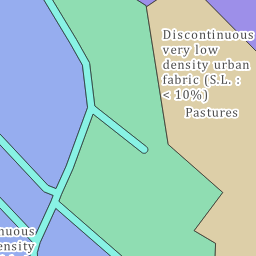 Discontinuous
very low
density urban
fabric (S.L. :
< 10%)
Pastures
nuous
ensity